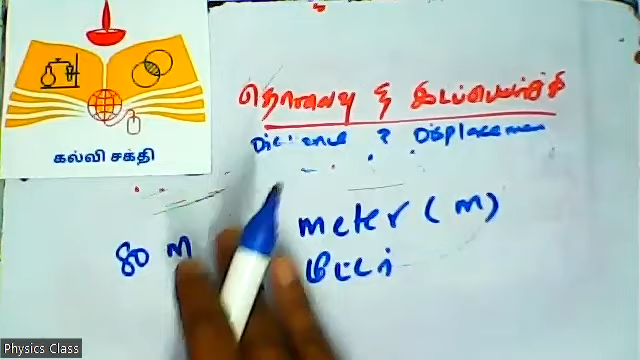 கல்வி சக்தி
தொலைவு & இடப்பெயர்ச்சி
Distance & Displacement
meter (m)
80 m
மீட்டர்
Physics Class